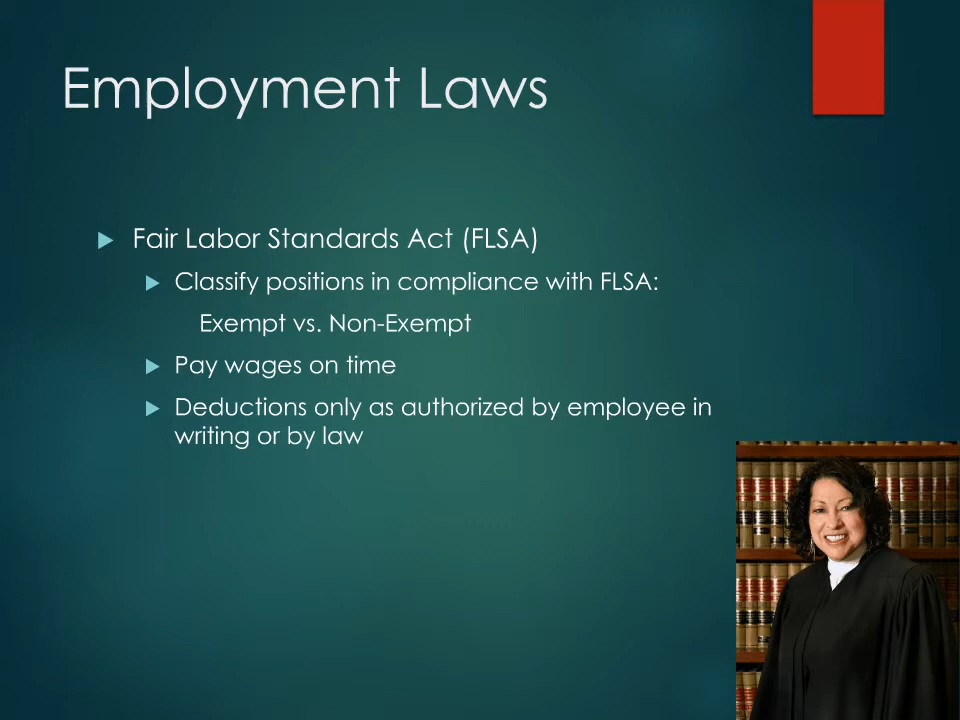 Employment Laws
Fair Labor Standards Act (FLSA)
Classify positions in compliance with FLSA:
Exempt vs. Non-Exempt
Pay wages on time
Deductions only as authorized by employee in
writing or by law